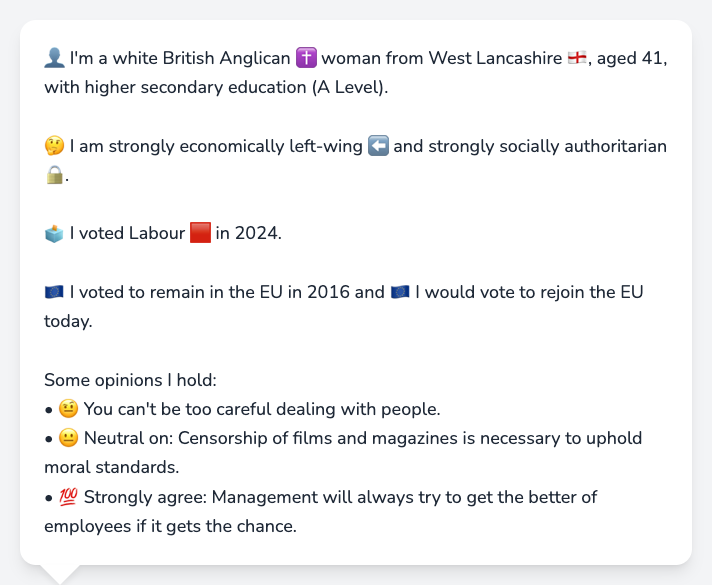 👤 I'm a white British Anglican ✝️ woman from West Lancashire 🏴󠁧󠁢󠁥󠁮󠁧󠁿, aged 41,
with higher secondary education (A Level).
🤔 I am strongly economically left-wing ⬅️ and strongly socially authoritarian
🔒.
🗳️ I voted Labour 🟥 in 2024.
🇪🇺 I voted to remain in the EU in 2016 and 🇪🇺 I would vote to rejoin the EU
today.
Some opinions I hold:
• 🤨 You can't be too careful dealing with people.
• 😐 Neutral on: Censorship of films and magazines is necessary to uphold
moral standards.
• 💯 Strongly agree: Management will always try to get the better of
employees if it gets the chance.